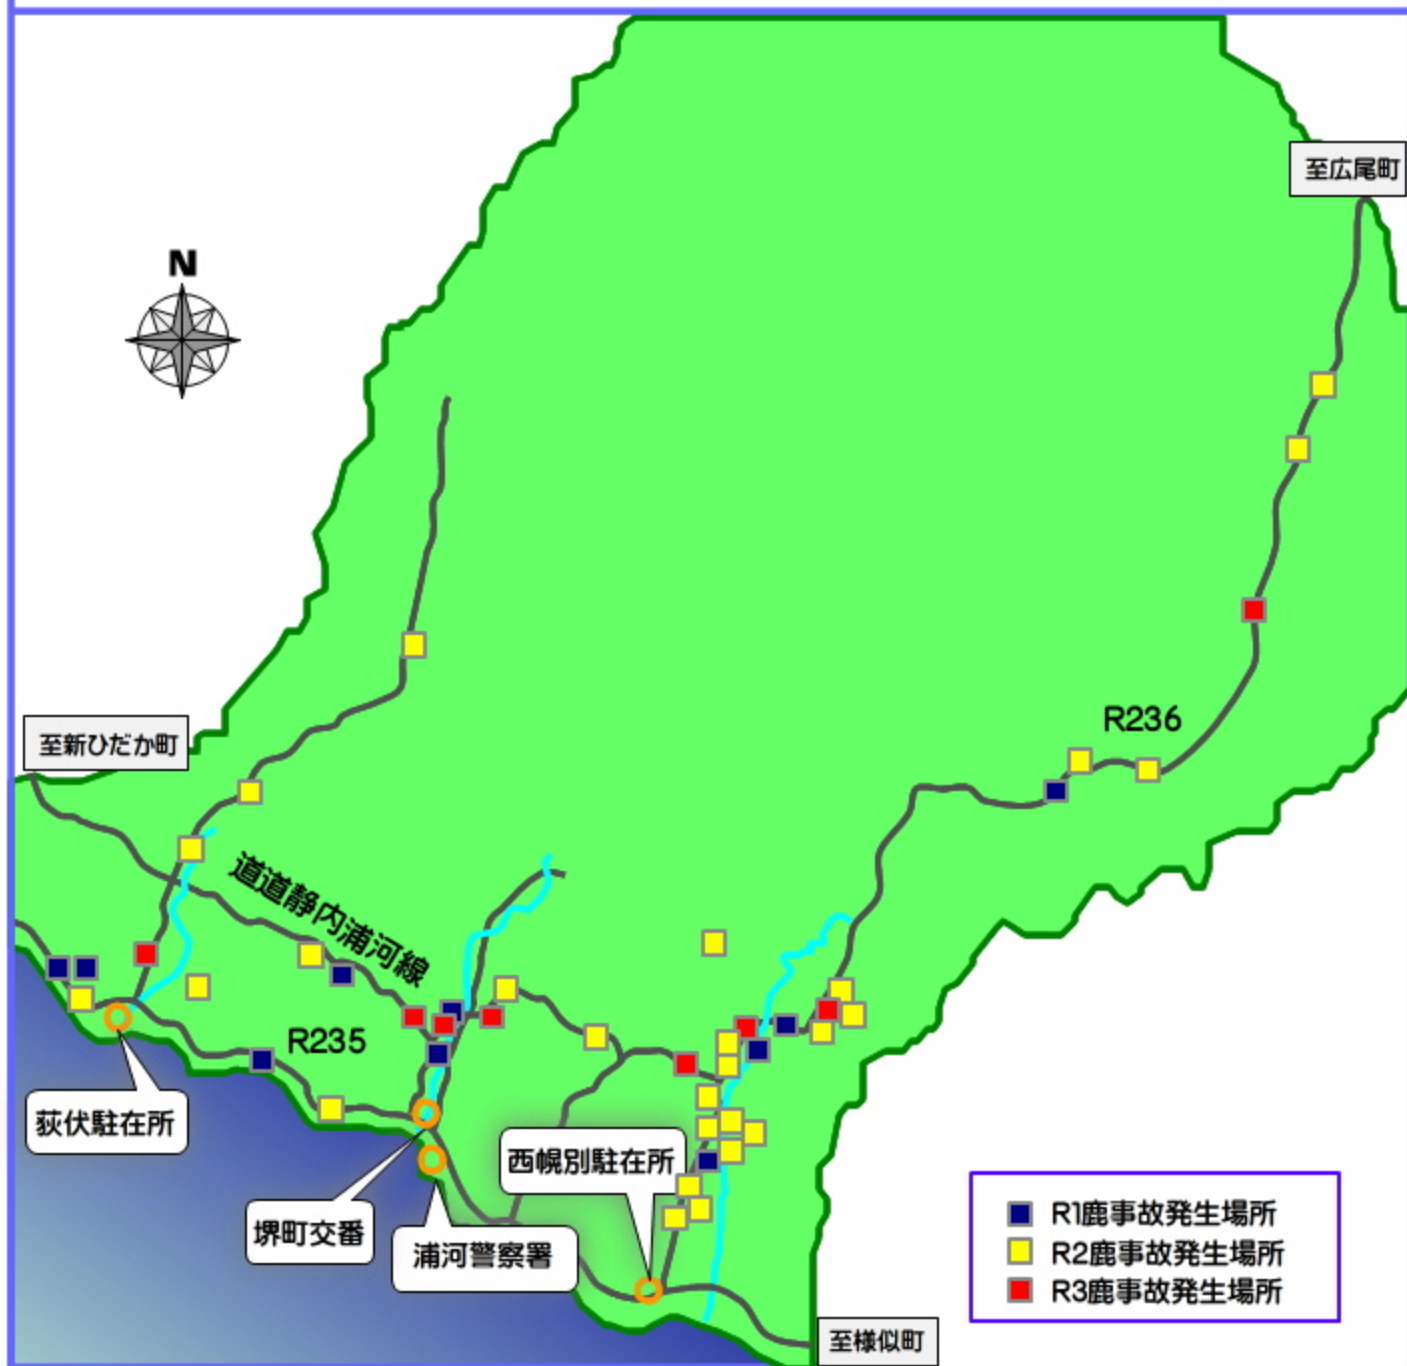 至広尾町
N
R236
至新ひだか町
道道静内浦河線
R235
荻伏駐在所
西幌別駐在所
堺町交番
浦河警察署
R1鹿事故発生場所
R2鹿事故発生場所
R3鹿事故発生場所
至様似町